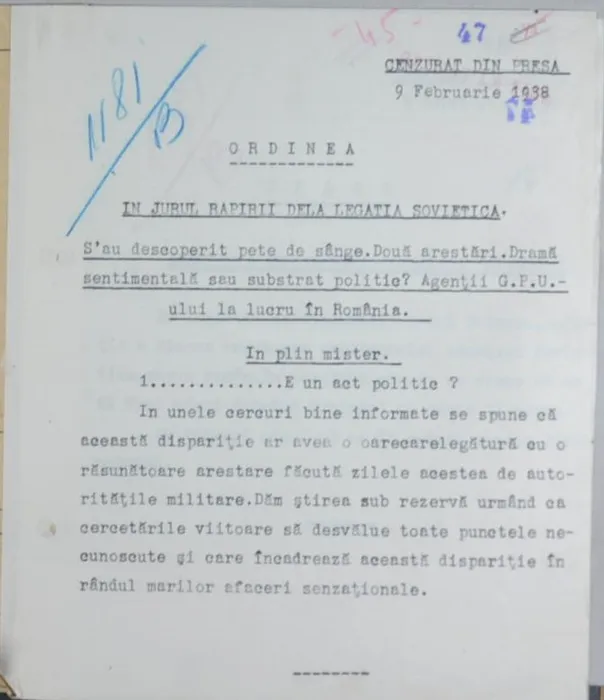 45 47
CENZURAT DIN PRESA
9 Februarie 1938
1181
B
ORDINEA
IN JURUL RAPIRII DELA LEGATIA SOVIETICA.
S'au descoperit pete de sânge.Două arestări.Dramă
sentimentală sau substrat politic? Agenţii G.P.U.-
ului la lucru în România.
In plin mister.
1..............E un act politic ?
In unele cercuri bine informate se spune că
această dispariţie ar avea o oarecarelegătură cu o
răsunătoare arestare făcută zilele acestea de auto-
rităţile militare.Dăm ştirea sub rezervă urmând ca
cercetările viitoare să desvălue toate punctele ne-
cunoscute şi care încadrează această dispariţie în
rândul marilor afaceri senzaţionale.